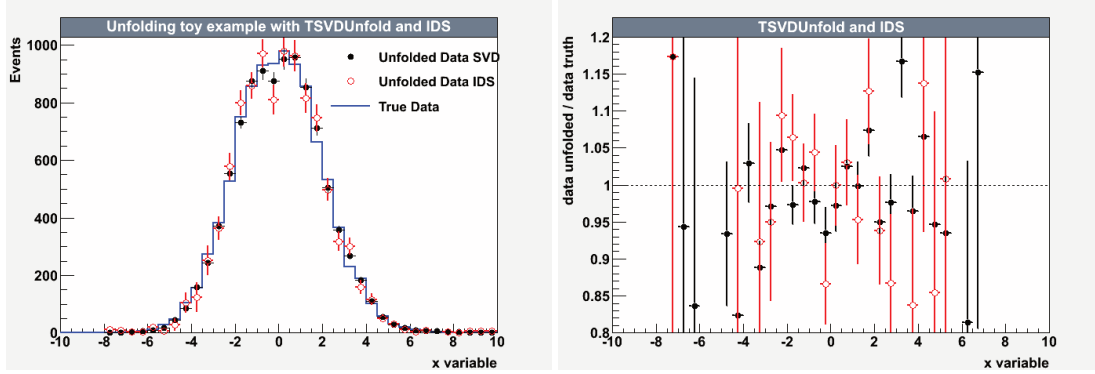 Unfolding toy example with TSVDUnfold and IDS
Events
1000
800
600
400
200
0
Unfolded Data SVD
Unfolded Data IDS
True Data
-10 -8 -6 -4 -2 0 2 4 6 8 10
x variable
TSVDUnfold and IDS
data unfolded / data truth
1.2
1.15
1.1
1.05
1
0.95
0.9
0.85
0.8
-10 -8 -6 -4 -2 0 2 4 6 8 10
x variable